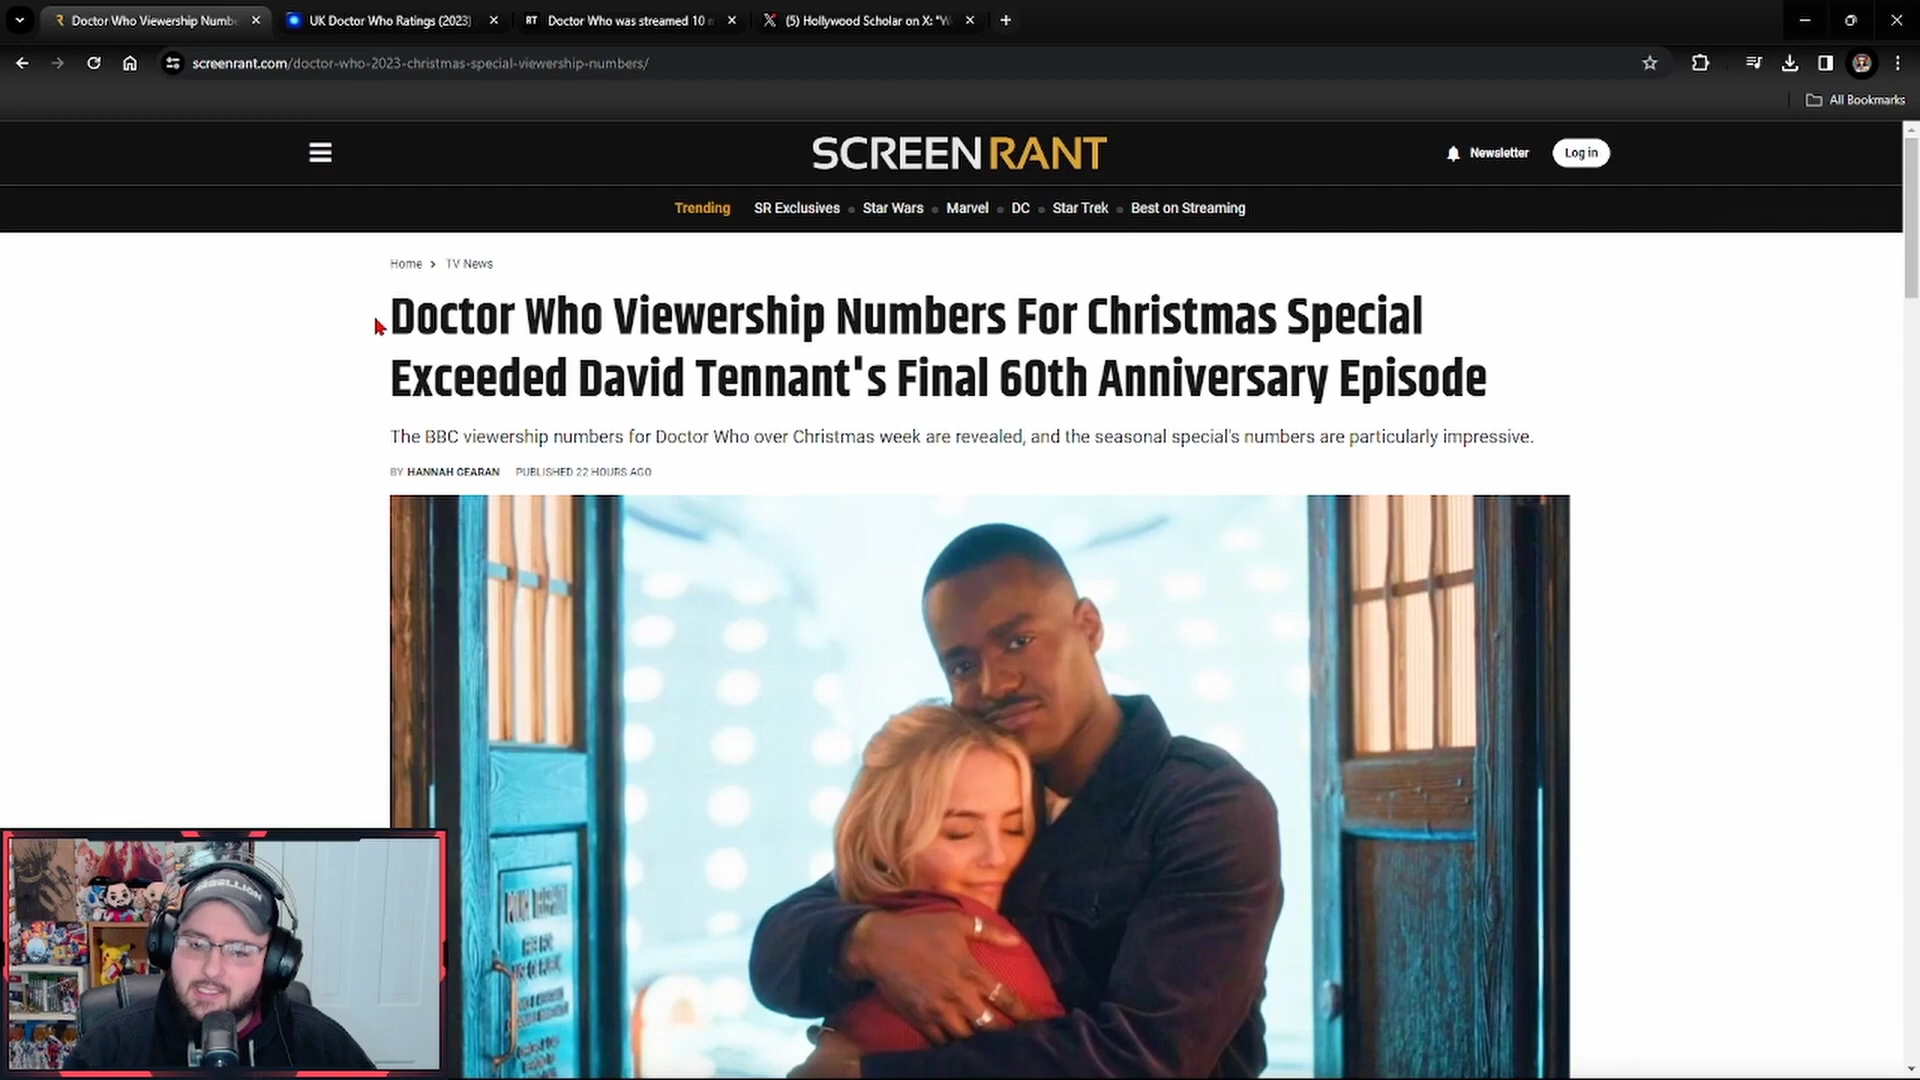 Doctor Who Viewership Numb
UK Doctor Who Ratings (2023)
RT Doctor Who was streamed 10
(5) Hollywood Scholar on X: "W
screenrant.com/doctor-who-2023-christmas-special-viewership-numbers/
All Bookmarks
SCREENRANT
Newsletter
Log in
Trending SR Exclusives Star Wars Marvel DC Star Trek Best on Streaming
Home > TV News
Doctor Who Viewership Numbers For Christmas Special
Exceeded David Tennant's Final 60th Anniversary Episode
The BBC viewership numbers for Doctor Who over Christmas week are revealed, and the seasonal special's numbers are particularly impressive.
BY HANNAH GEARAN PUBLISHED 22 HOURS AGO
REBELLION